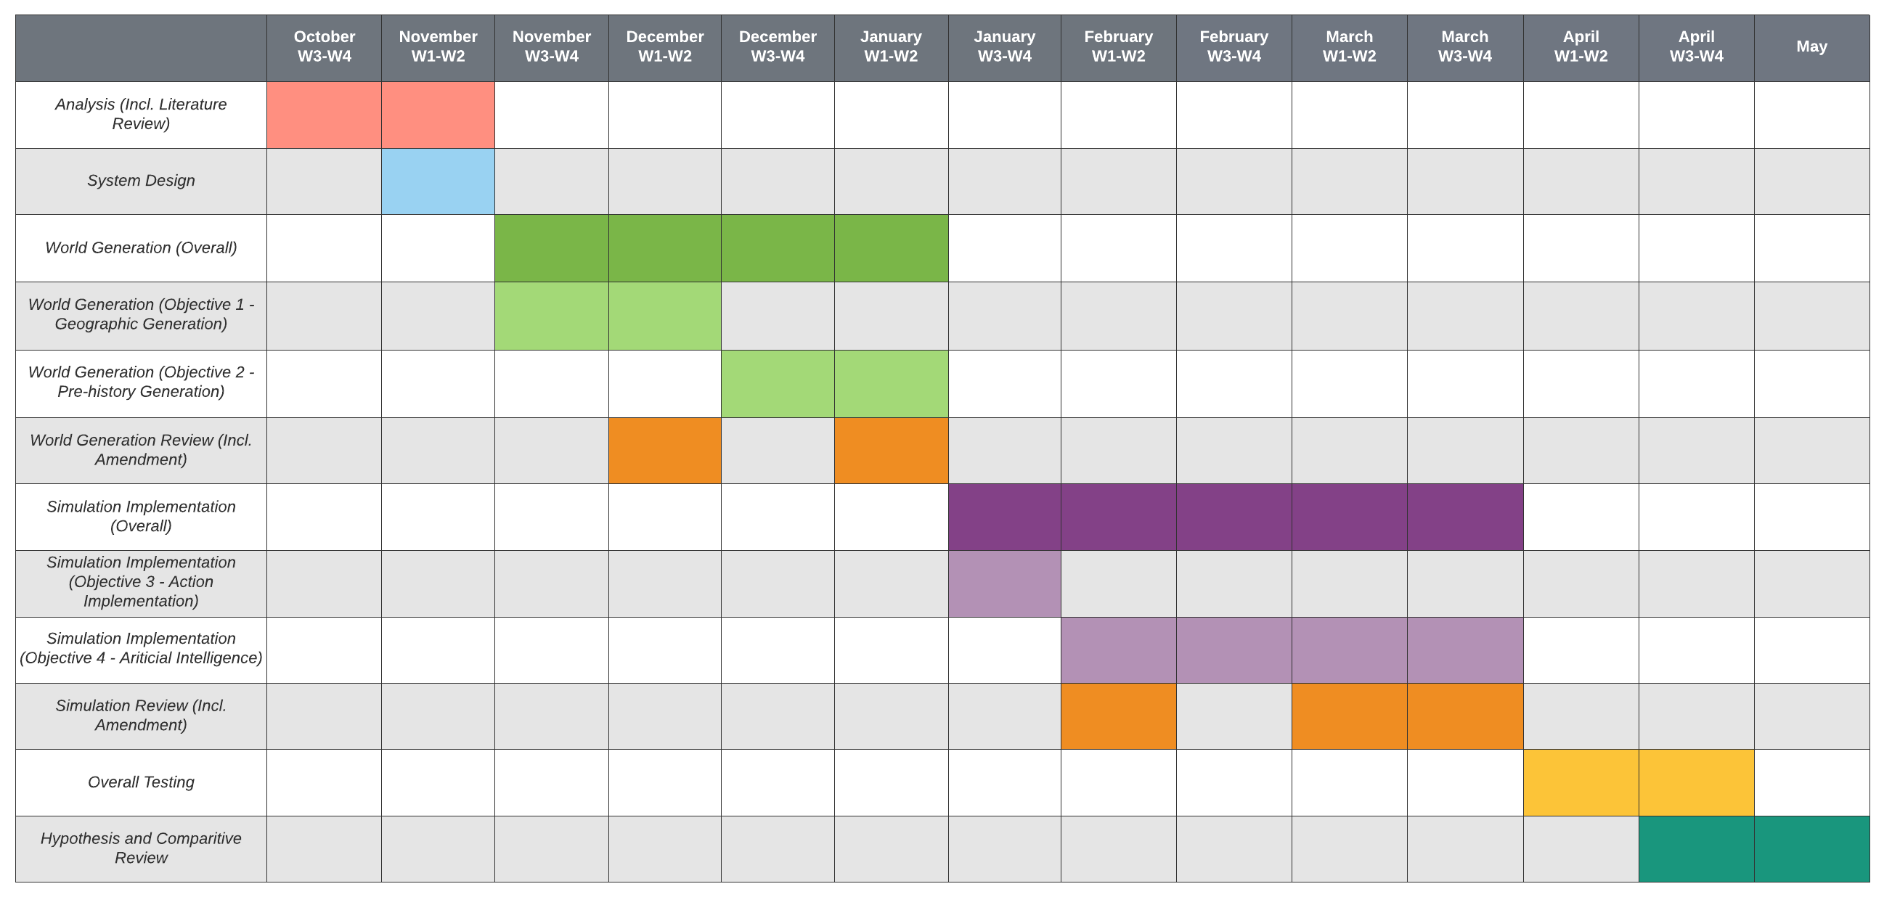 October
W3-W4
November
W1-W2
November
W3-W4
December
W1-W2
December
W3-W4
January
W1-W2
January
W3-W4
February
W1-W2
February
W3-W4
March
W1-W2
March
W3-W4
April
W1-W2
April
W3-W4
May
Analysis (Incl. Literature
Review)
System Design
World Generation (Overall)
World Generation (Objective 1 -
Geographic Generation)
World Generation (Objective 2 -
Pre-history Generation)
World Generation Review (Incl.
Amendment)
Simulation Implementation
(Overall)
Simulation Implementation
(Objective 3 - Action
Implementation)
Simulation Implementation
(Objective 4 - Ariticial Intelligence)
Simulation Review (Incl.
Amendment)
Overall Testing
Hypothesis and Comparitive
Review